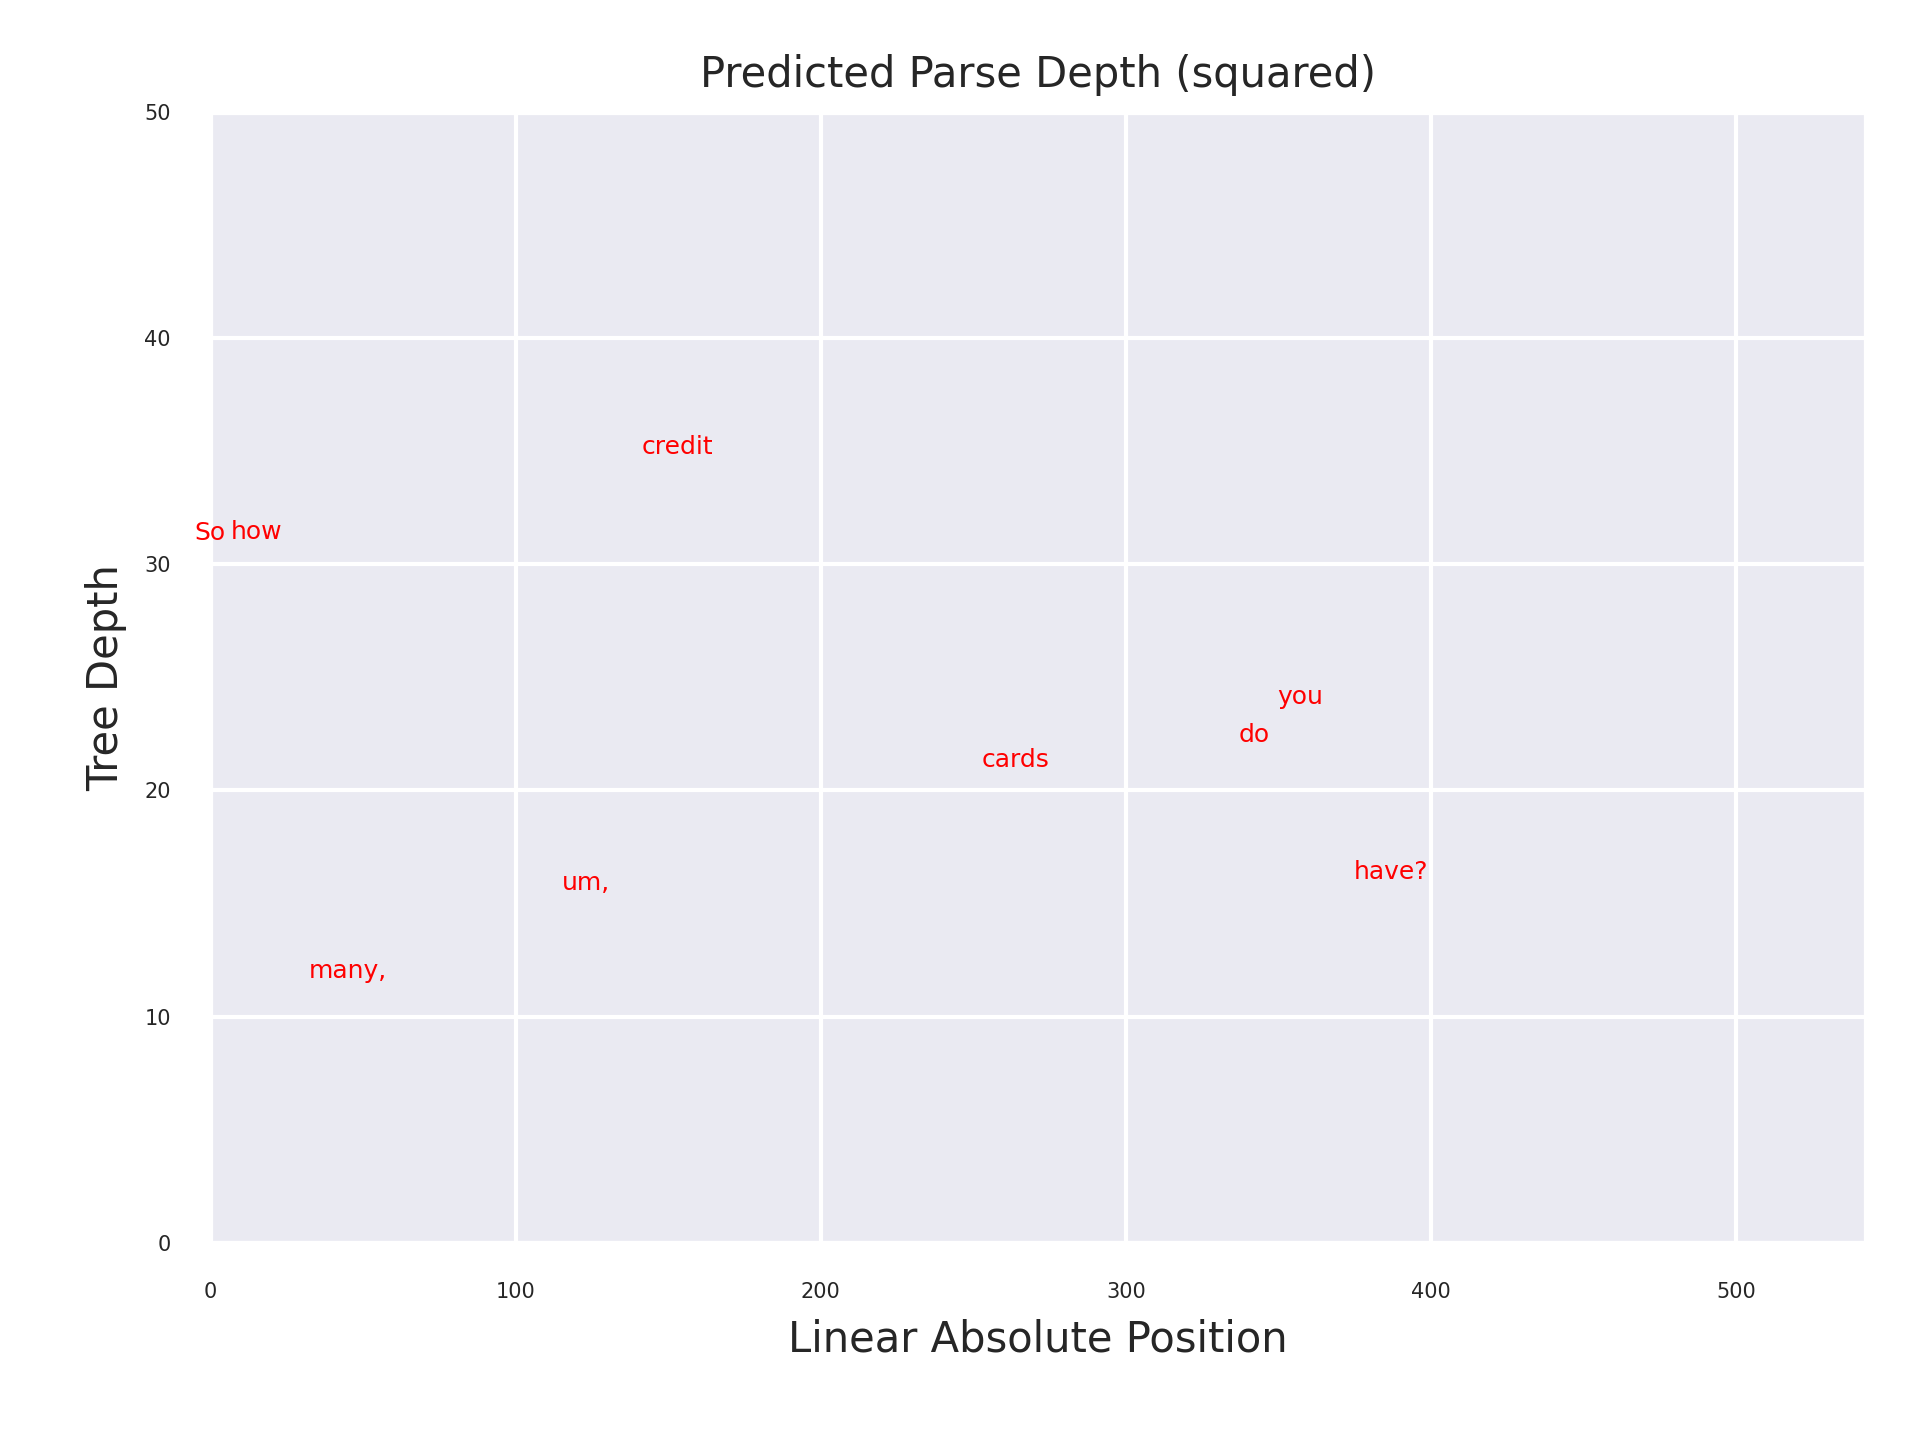 Predicted Parse Depth (squared)
50
40
credit
So how
30
Tree Depth
you
do
cards
20
um,
have?
many,
10
0
0 100 200 300 400 500
Linear Absolute Position